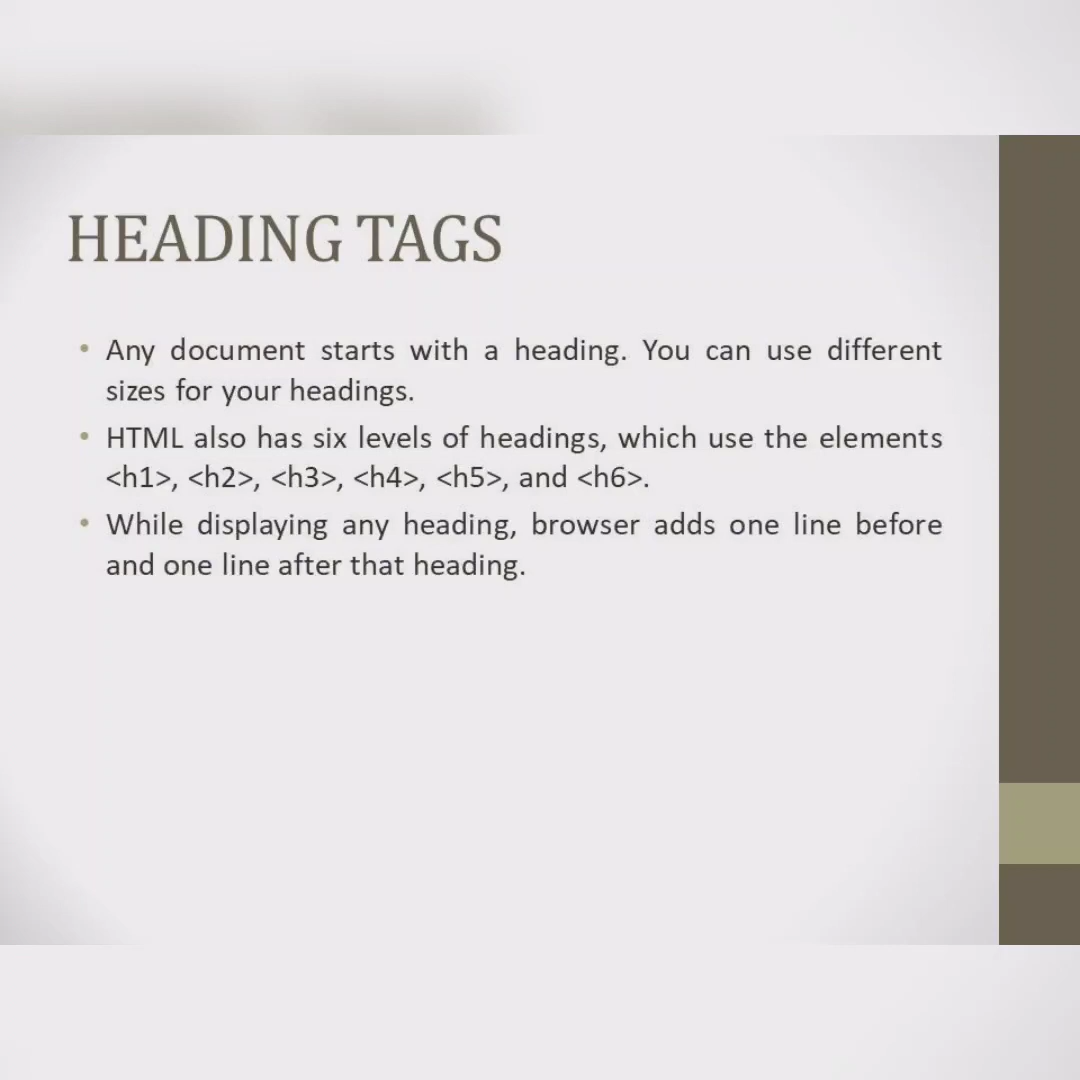 HEADING TAGS
• Any document starts with a heading. You can use different
sizes for your headings.
• HTML also has six levels of headings, which use the elements
<h1>, <h2>, <h3>, <h4>, <h5>, and <h6>.
• While displaying any heading, browser adds one line before
and one line after that heading.